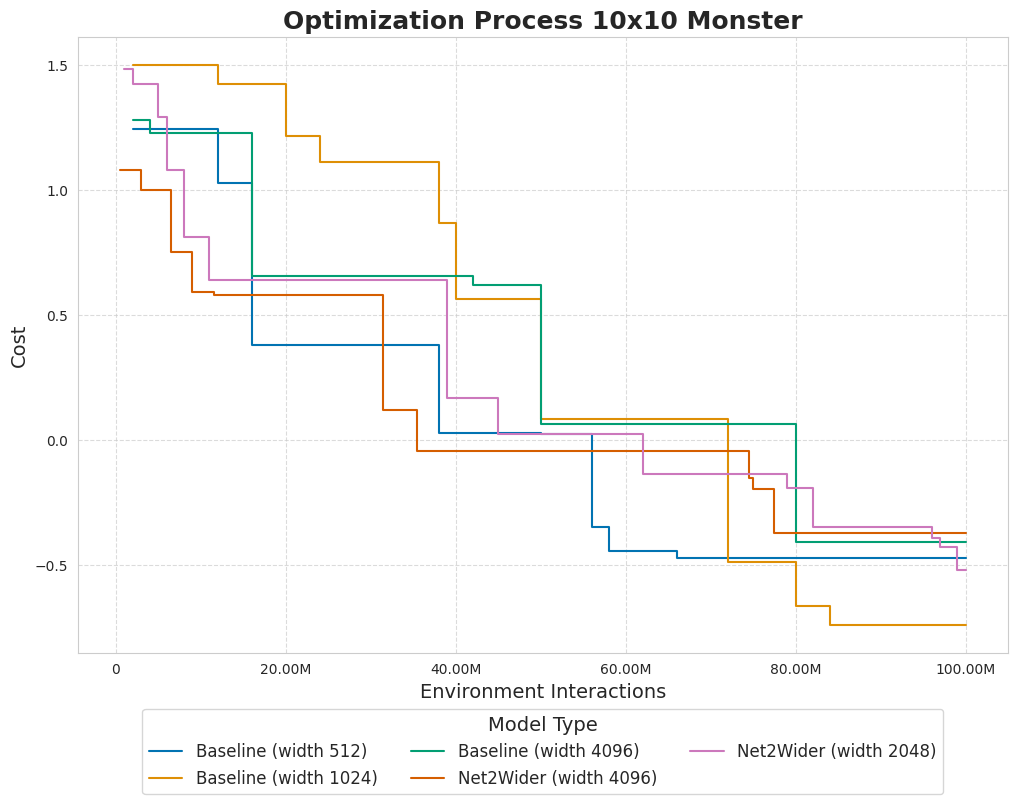 Optimization Process 10x10 Monster
Cost
1.5
1.0
0.5
0.0
−0.5
0
20.00M
40.00M
60.00M
80.00M
100.00M
Environment Interactions
Model Type
Baseline (width 512)
Baseline (width 1024)
Baseline (width 4096)
Net2Wider (width 4096)
Net2Wider (width 2048)